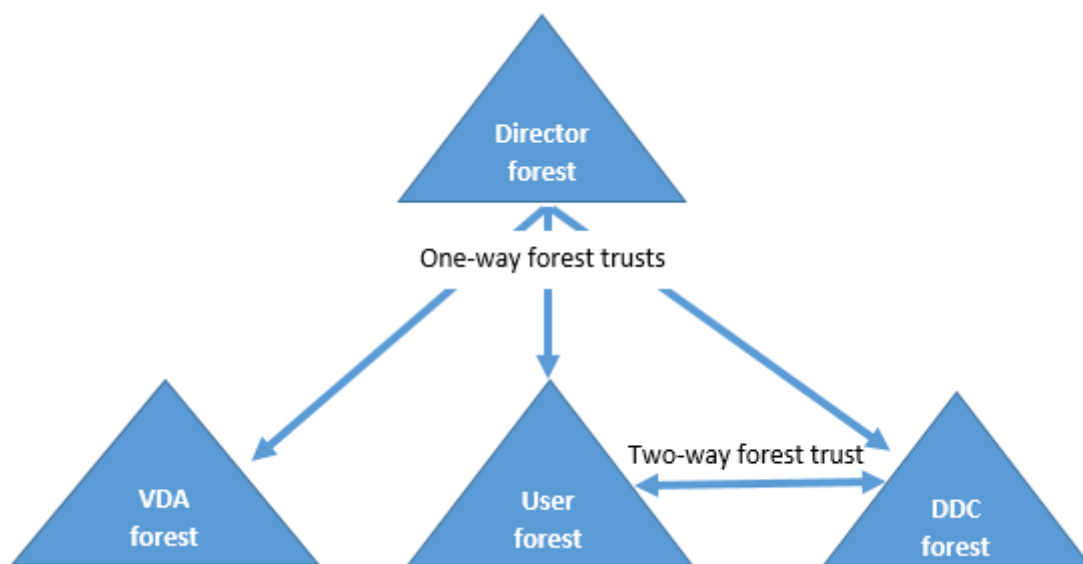 Director
forest
One-way forest trusts
Two-way forest trust
VDA
forest
User
forest
DDC
forest